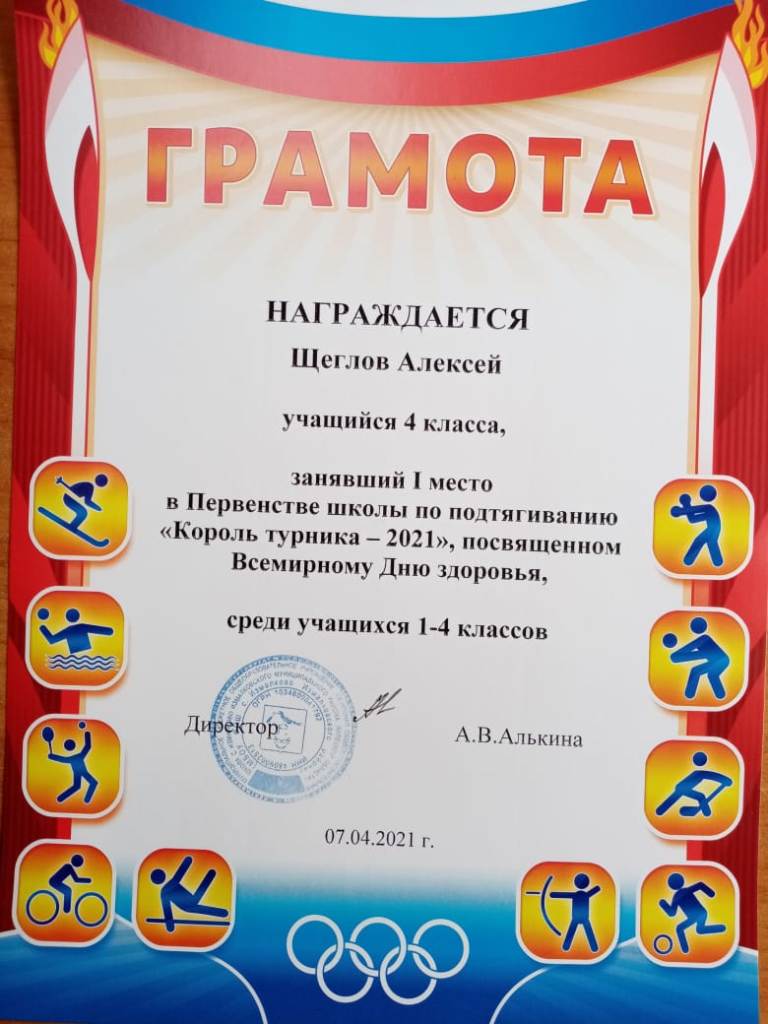 ГРАМОТА
НАГРАЖДАЕТСЯ
Щеглов Алексей
учащийся 4 класса,
занявший I место
в Первенстве школы по подтягиванию
«Король турника – 2021», посвященном
Всемирному Дню здоровья,
среди учащихся 1-4 классов
Директор
А.В.Алькина
07.04.2021 г.